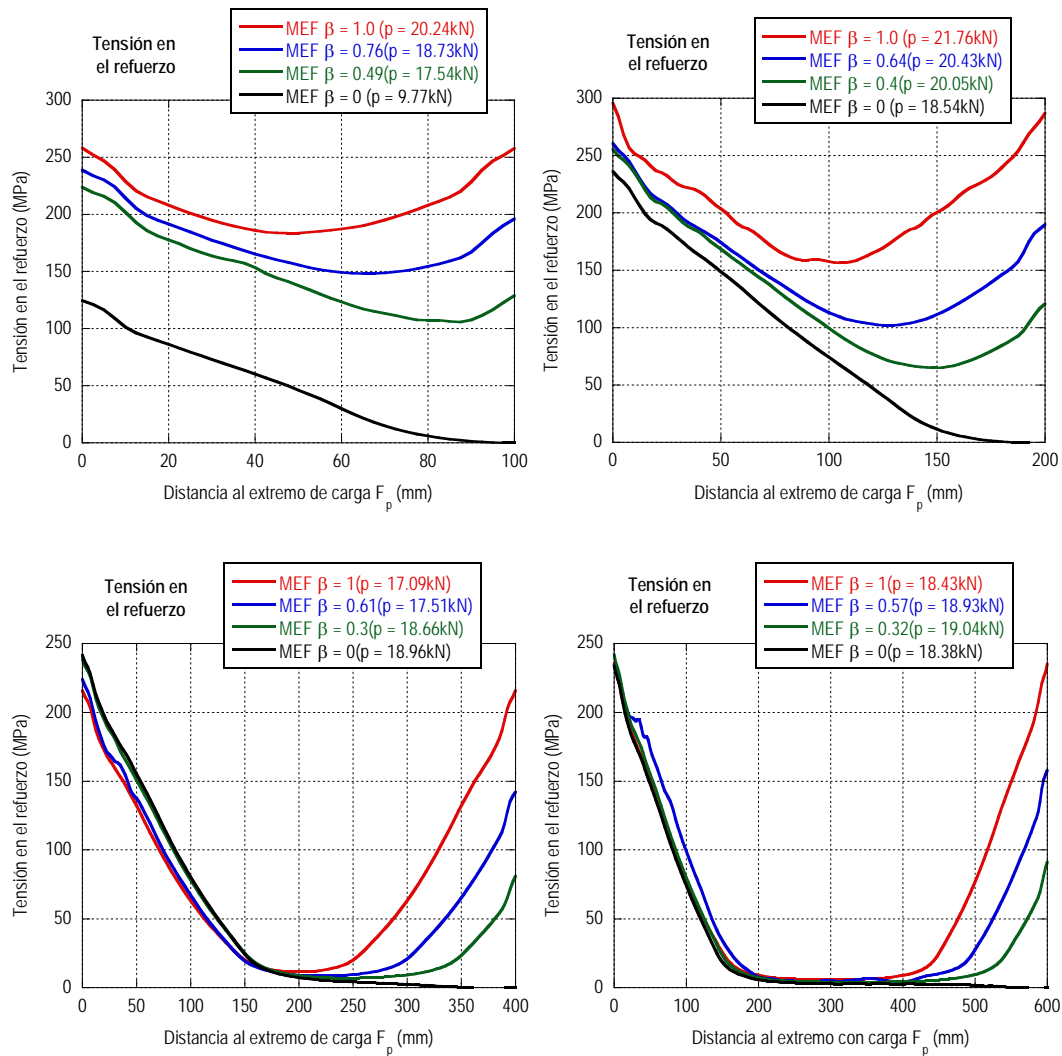 Tensión en
el refuerzo
MEF β = 1.0 (p = 20.24kN)
MEF β = 0.76(p = 18.73kN)
MEF β = 0.49(p = 17.54kN)
MEF β = 0 (p = 9.77kN)
Tensión en el refuerzo (MPa)
300
250
200
150
100
50
0
0 20 40 60 80 100
Distancia al extremo de carga Fp (mm)
Tensión en
el refuerzo
MEF β = 1.0 (p = 21.76kN)
MEF β = 0.64(p = 20.43kN)
MEF β = 0.4(p = 20.05kN)
MEF β = 0 (p = 18.54kN)
Tensión en el refuerzo (MPa)
300
250
200
150
100
50
0
0 50 100 150 200
Distancia al extremo de carga Fp (mm)
Tensión en
el refuerzo
MEF β = 1(p = 17.09kN)
MEF β = 0.61(p = 17.51kN)
MEF β = 0.3(p = 18.66kN)
MEF β = 0(p = 18.96kN)
Tensión en el refuerzo (MPa)
250
200
150
100
50
0
0 50 100 150 200 250 300 350 400
Distancia al extremo de carga Fp (mm)
Tensión en
el refuerzo
MEF β = 1(p = 18.43kN)
MEF β = 0.57(p = 18.93kN)
MEF β = 0.32(p = 19.04kN)
MEF β = 0(p = 18.38kN)
Tensión en el refuerzo (MPa)
250
200
150
100
50
0
0 100 200 300 400 500 600
Distancia al extremo con carga Fp (mm)